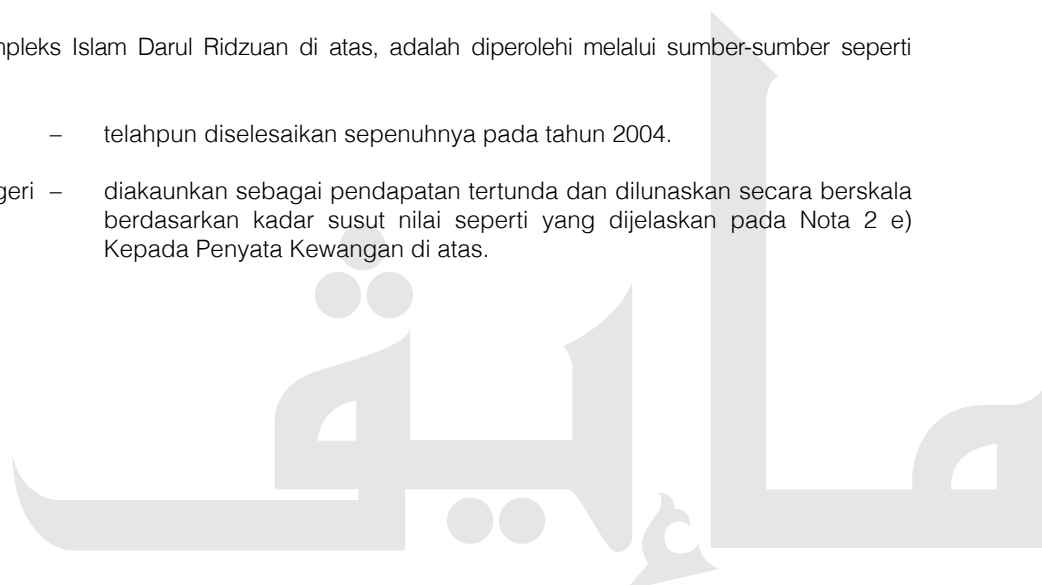 Islam Darul Ridzuan di atas, adalah diperolehi melalui sumber-sumber seperti
– telahpun diselesaikan sepenuhnya pada tahun 2004.
– diakaunkan sebagai pendapatan tertunda dan dilunaskan secara berskala
berdasarkan kadar susut nilai seperti yang dijelaskan pada Nota 2 e)
Kepada Penyata Kewangan di atas.
مايڤ